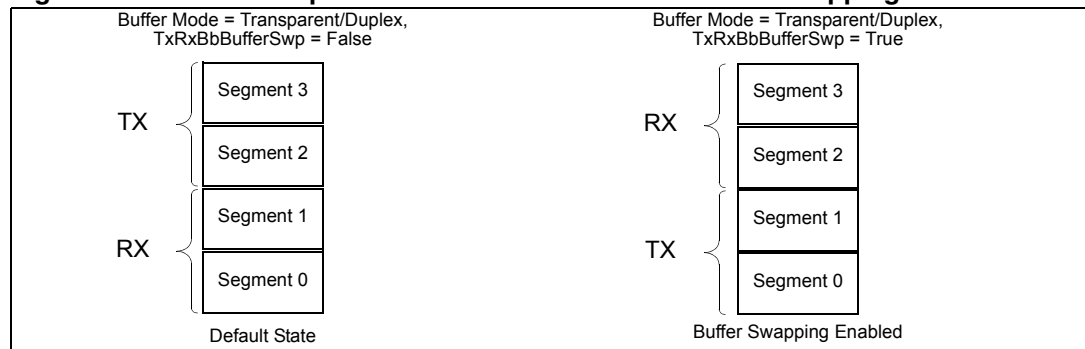 Buffer Mode = Transparent/Duplex,
TxRxBbBufferSwp = False
TX
Segment 3
Segment 2
RX
Segment 1
Segment 0
Default State
Buffer Mode = Transparent/Duplex,
TxRxBbBufferSwp = True
RX
Segment 3
Segment 2
TX
Segment 1
Segment 0
Buffer Swapping Enabled